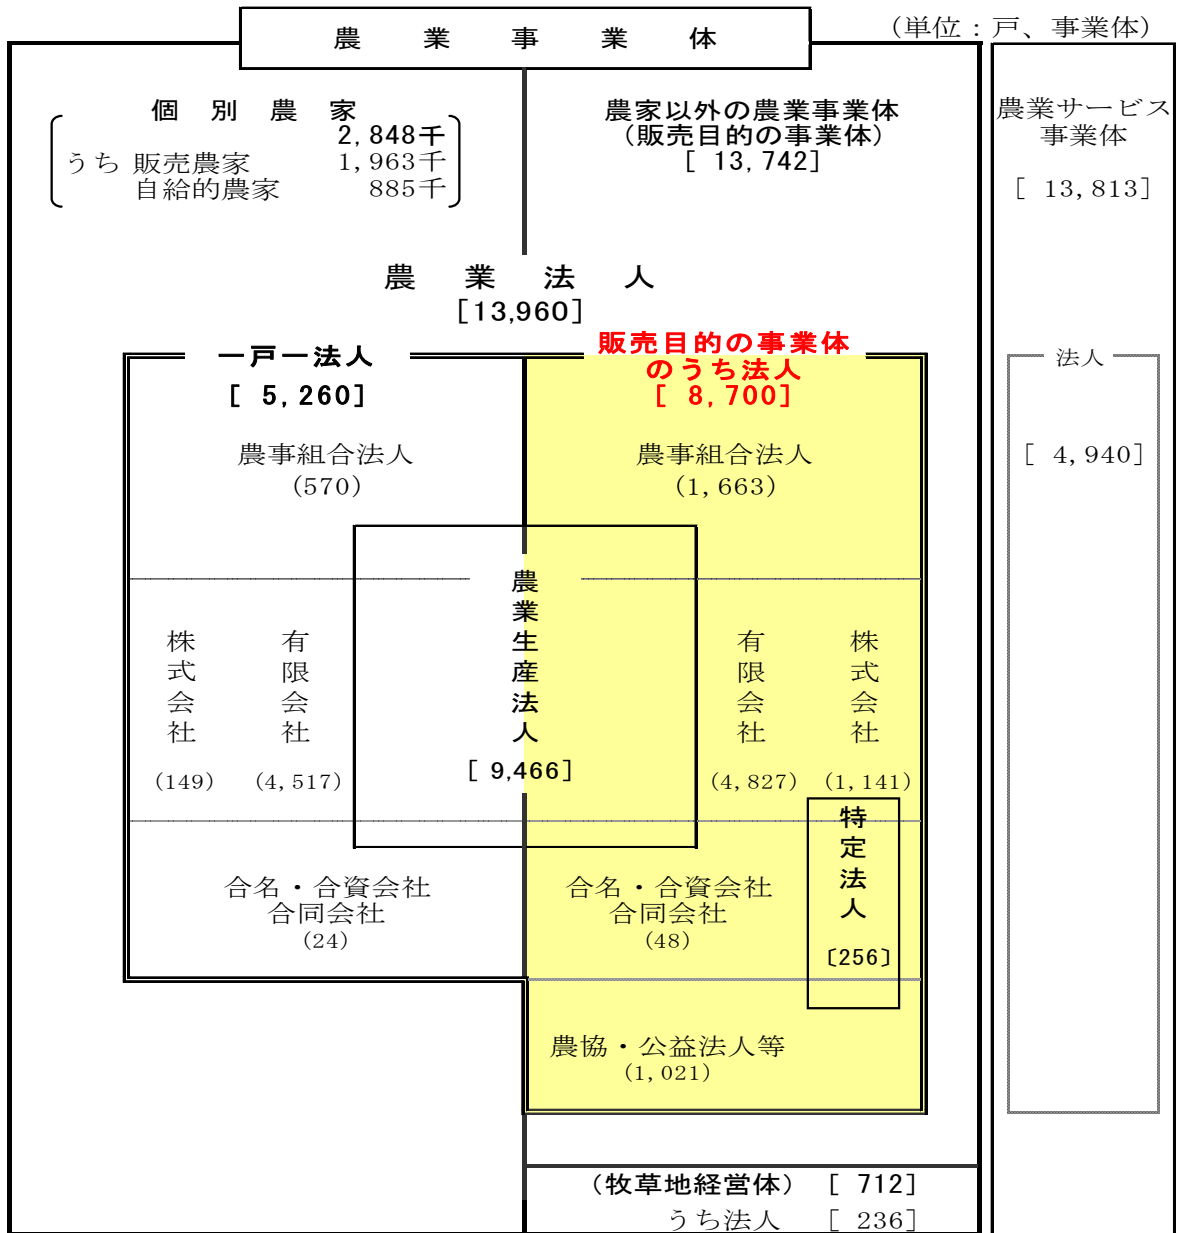 農業事業体
（単位：戸、事業体）
個別農家
2,848千
うち 販売農家 1,963千
自給的農家 885千
農家以外の農業事業体
（販売目的の事業体）
［ 13,742］
農業サービス
事業体
［ 13,813］
農業法人
［13,960］
一戸一法人
［ 5,260］
販売目的の事業体
のうち法人
［ 8,700］
法人
［ 4,940］
農事組合法人
（570）
農事組合法人
（1,663）
農業生産法人
［ 9,466］
株式会社
（149）
有限会社
（4,517）
有限会社
（4,827）
株式会社
（1,141）
特定法人
〔256〕
合名・合資会社
合同会社
（24）
合名・合資会社
合同会社
（48）
農協・公益法人等
（1,021）
（牧草地経営体） ［ 712］
うち法人 ［ 236］